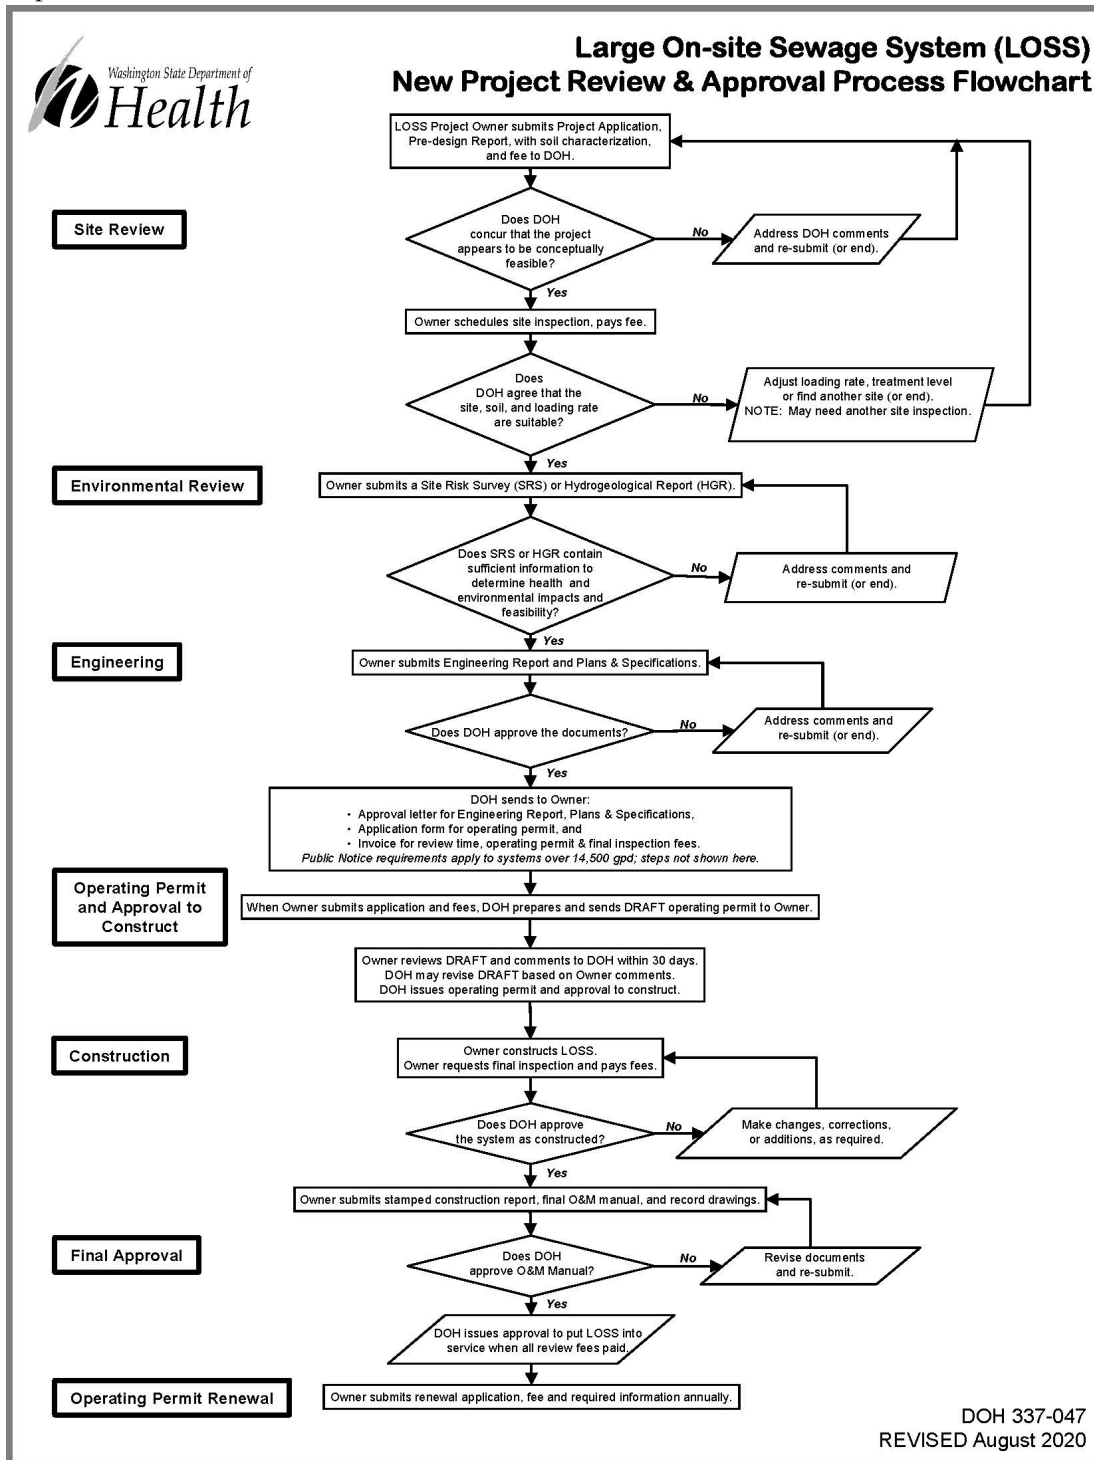 Washington State Department of
Health
Large On-site Sewage System (LOSS)
New Project Review & Approval Process Flowchart
LOSS Project Owner submits Project Application,
Pre-design Report, with soil characterization,
and fee to DOH.
Site Review
Does DOH
concur that the project
appears to be conceptually
feasible?
No
Address DOH comments
and re-submit (or end).
Yes
Owner schedules site inspection, pays fee.
Does
DOH agree that the
site, soil, and loading rate
are suitable?
No
Adjust loading rate, treatment level
or find another site (or end).
NOTE: May need another site inspection.
Yes
Environmental Review
Owner submits a Site Risk Survey (SRS) or Hydrogeological Report (HGR).
Does SRS or HGR contain
sufficient information to
determine health and
environmental impacts and
feasibility?
No
Address comments and
re-submit (or end).
Yes
Engineering
Owner submits Engineering Report and Plans & Specifications.
Does DOH approve the documents?
No
Address comments and
re-submit (or end).
Yes
DOH sends to Owner:
• Approval letter for Engineering Report, Plans & Specifications,
• Application form for operating permit, and
• Invoice for review time, operating permit & final inspection fees.
Public Notice requirements apply to systems over 14,500 gpd; steps not shown here.
Operating Permit
and Approval to
Construct
When Owner submits application and fees, DOH prepares and sends DRAFT operating permit to Owner.
Owner reviews DRAFT and comments to DOH within 30 days.
DOH may revise DRAFT based on Owner comments.
DOH issues operating permit and approval to construct.
Construction
Owner constructs LOSS.
Owner requests final inspection and pays fees.
Does DOH approve
the system as constructed?
No
Make changes, corrections,
or additions, as required.
Yes
Owner submits stamped construction report, final O&M manual, and record drawings.
Final Approval
Does DOH
approve O&M Manual?
No
Revise documents
and re-submit.
Yes
DOH issues approval to put LOSS into
service when all review fees paid.
Operating Permit Renewal
Owner submits renewal application, fee and required information annually.
DOH 337-047
REVISED August 2020